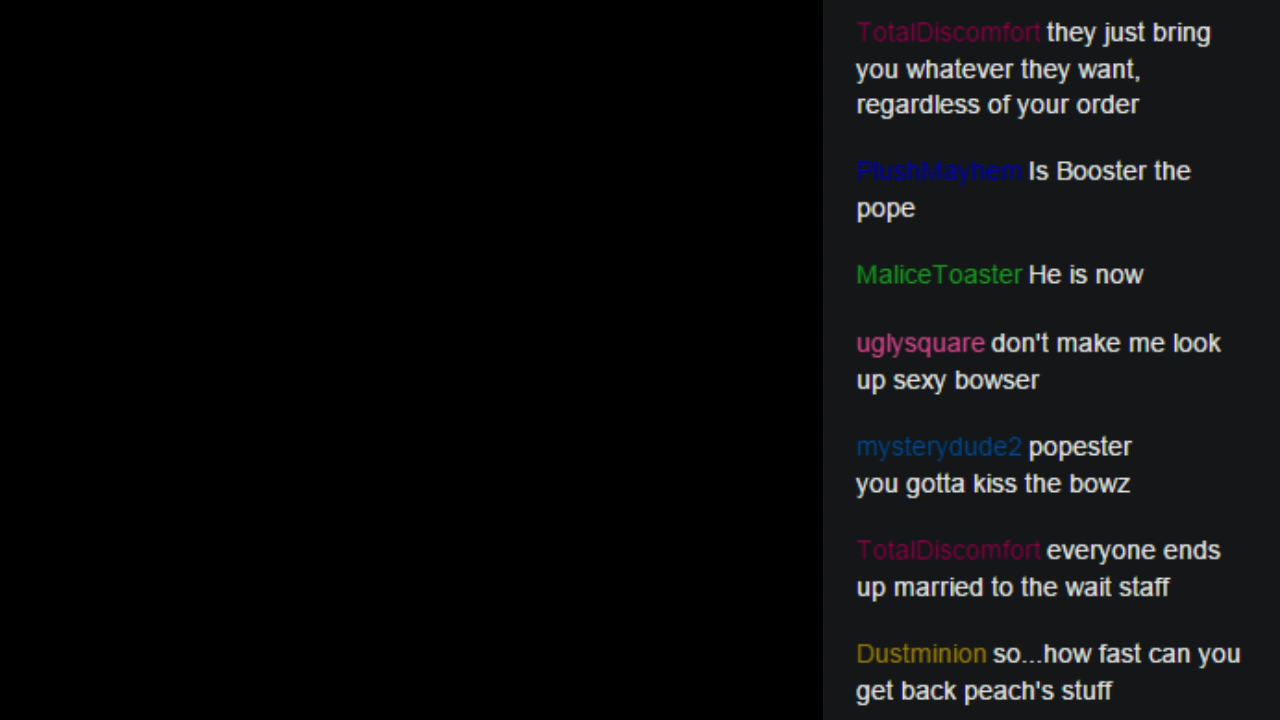 TotalDiscomfort they just bring
you whatever they want,
regardless of your order
PlushMayhem Is Booster the
pope
MaliceToaster He is now
uglysquare don't make me look
up sexy bowser
mysterydude2 popester
you gotta kiss the bowz
TotalDiscomfort everyone ends
up married to the wait staff
Dustminion so...how fast can you
get back peach's stuff